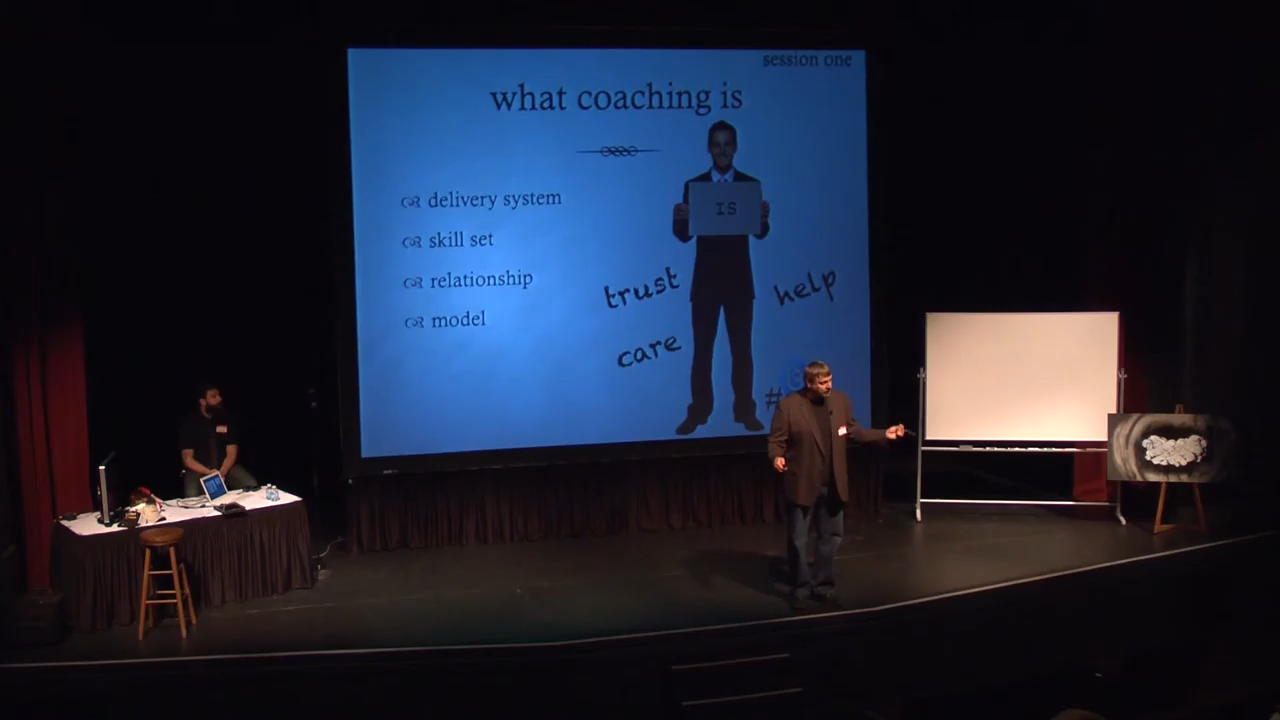 session one
what coaching is
delivery system
skill set
relationship
model
IS
trust
help
care
#